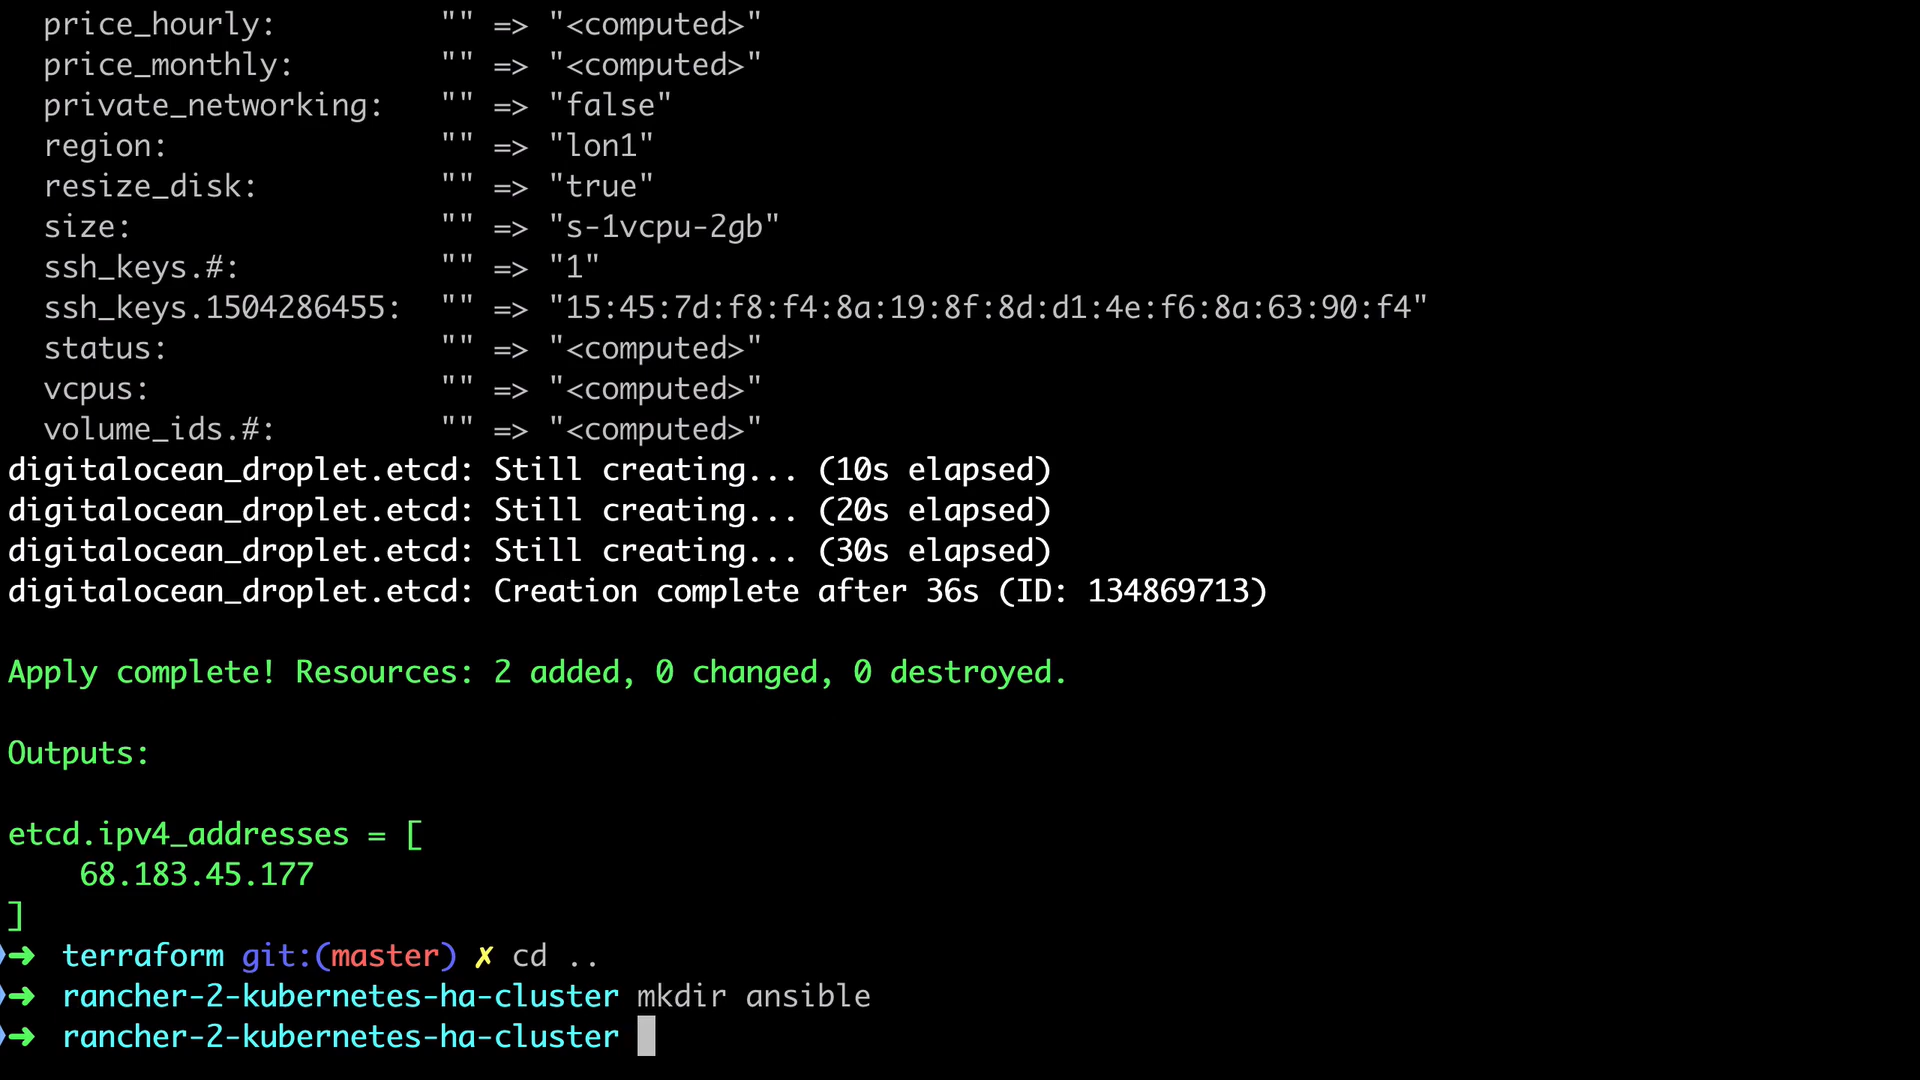 price_hourly: "" => "<computed>"
price_monthly: "" => "<computed>"
private_networking: "" => "false"
region: "" => "lon1"
resize_disk: "" => "true"
size: "" => "s-1vcpu-2gb"
ssh_keys.#: "" => "1"
ssh_keys.1504286455: "" => "15:45:7d:f8:f4:8a:19:8f:8d:d1:4e:f6:8a:63:90:f4"
status: "" => "<computed>"
vcpus: "" => "<computed>"
volume_ids.#: "" => "<computed>"
digitalocean_droplet.etcd: Still creating... (10s elapsed)
digitalocean_droplet.etcd: Still creating... (20s elapsed)
digitalocean_droplet.etcd: Still creating... (30s elapsed)
digitalocean_droplet.etcd: Creation complete after 36s (ID: 134869713)
Apply complete! Resources: 2 added, 0 changed, 0 destroyed.
Outputs:
etcd.ipv4_addresses = [
68.183.45.177
]
➜ terraform git:(master) ✗ cd ..
➜ rancher-2-kubernetes-ha-cluster mkdir ansible
➜ rancher-2-kubernetes-ha-cluster